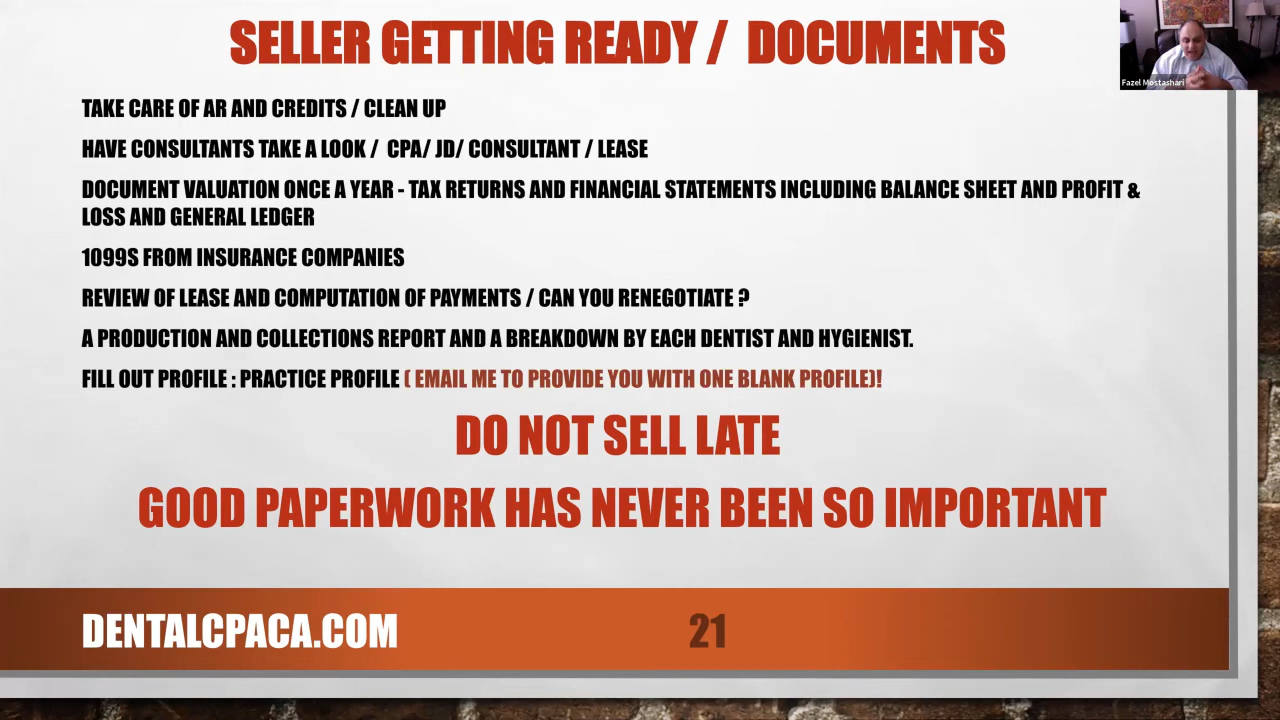 SELLER GETTING READY / DOCUMENTS
Fazel Mostashari
TAKE CARE OF AR AND CREDITS / CLEAN UP
HAVE CONSULTANTS TAKE A LOOK / CPA/ JD/ CONSULTANT / LEASE
DOCUMENT VALUATION ONCE A YEAR - TAX RETURNS AND FINANCIAL STATEMENTS INCLUDING BALANCE SHEET AND PROFIT &
LOSS AND GENERAL LEDGER
1099S FROM INSURANCE COMPANIES
REVIEW OF LEASE AND COMPUTATION OF PAYMENTS / CAN YOU RENEGOTIATE ?
A PRODUCTION AND COLLECTIONS REPORT AND A BREAKDOWN BY EACH DENTIST AND HYGIENIST.
FILL OUT PROFILE : PRACTICE PROFILE ( EMAIL ME TO PROVIDE YOU WITH ONE BLANK PROFILE)!
DO NOT SELL LATE
GOOD PAPERWORK HAS NEVER BEEN SO IMPORTANT
DENTALCPACA.COM
21